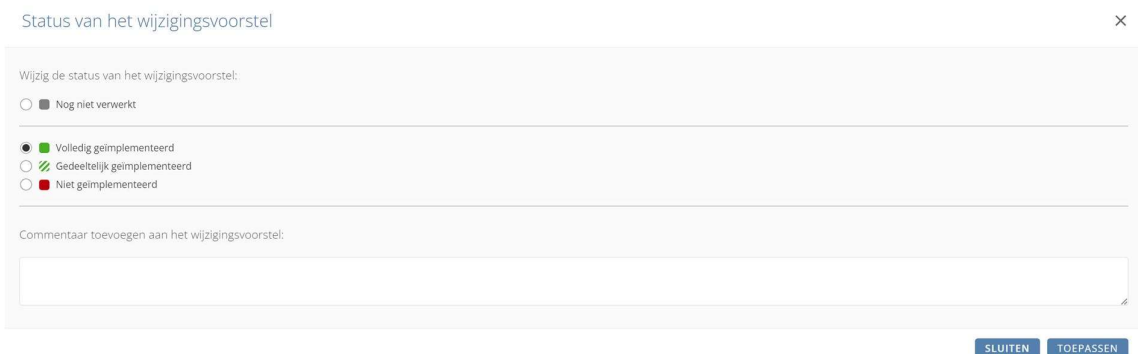 Status van het wijzigingsvoorstel
Wijzig de status van het wijzigingsvoorstel:
Nog niet verwerkt
Volledig geïmplementeerd
Gedeeltelijk geïmplementeerd
Niet geïmplementeerd
Commentaar toevoegen aan het wijzigingsvoorstel:
SLUITEN TOEPASSEN